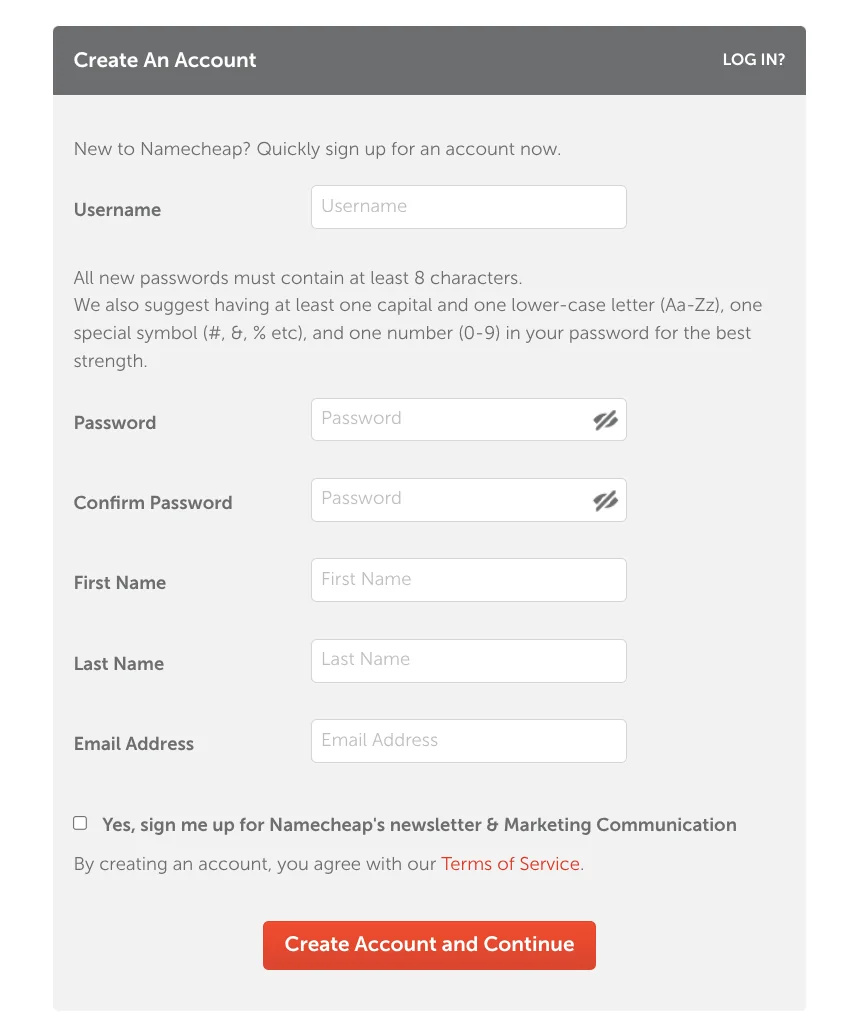 Create An Account
LOG IN?
New to Namecheap? Quickly sign up for an account now.
Username
Username
All new passwords must contain at least 8 characters.
We also suggest having at least one capital and one lower-case letter (Aa-Zz), one
special symbol (#, &, % etc), and one number (0-9) in your password for the best
strength.
Password
Password
Confirm Password
Password
First Name
First Name
Last Name
Last Name
Email Address
Email Address
Yes, sign me up for Namecheap's newsletter & Marketing Communication
By creating an account, you agree with our Terms of Service.
Create Account and Continue